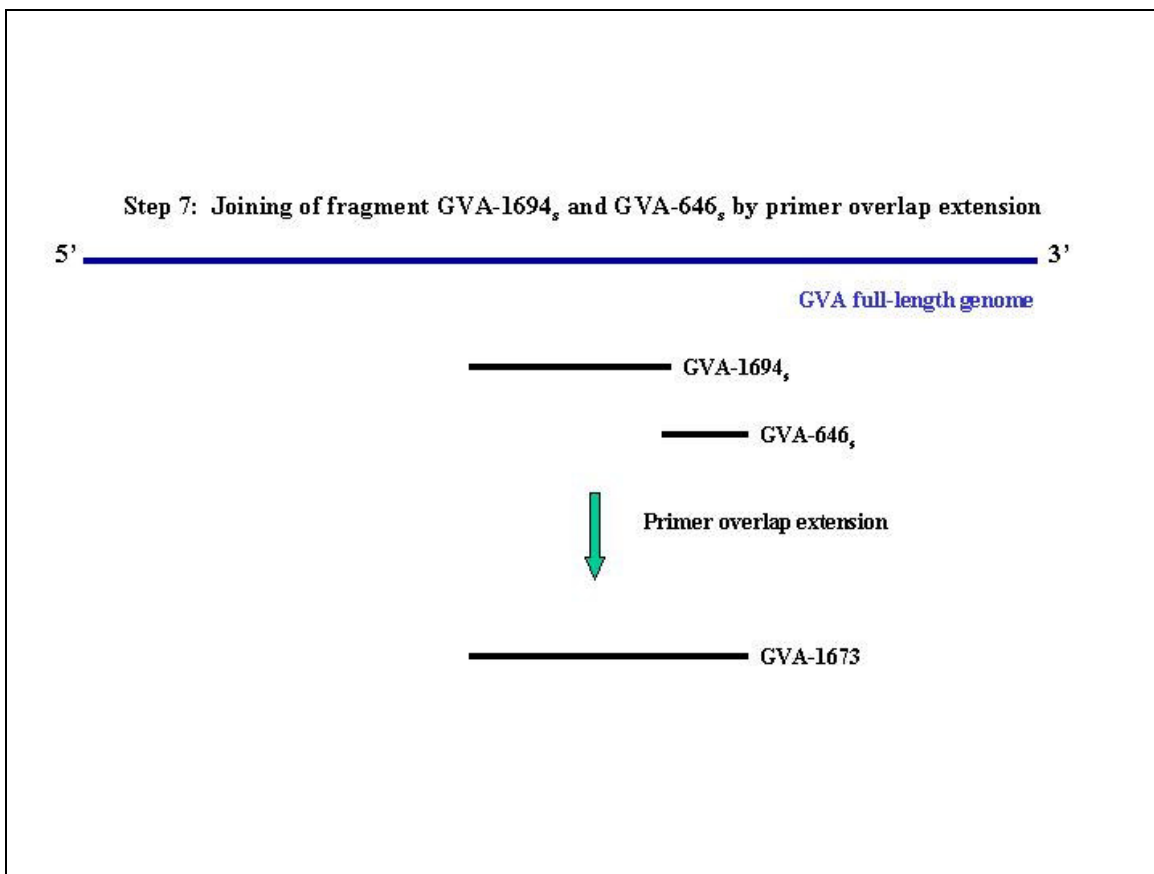 Step 7: Joining of fragment GVA-1694s and GVA-646s by primer overlap extension
5’ 3’
GVA full-length genome
GVA-1694s
GVA-646s
Primer overlap extension
GVA-1673